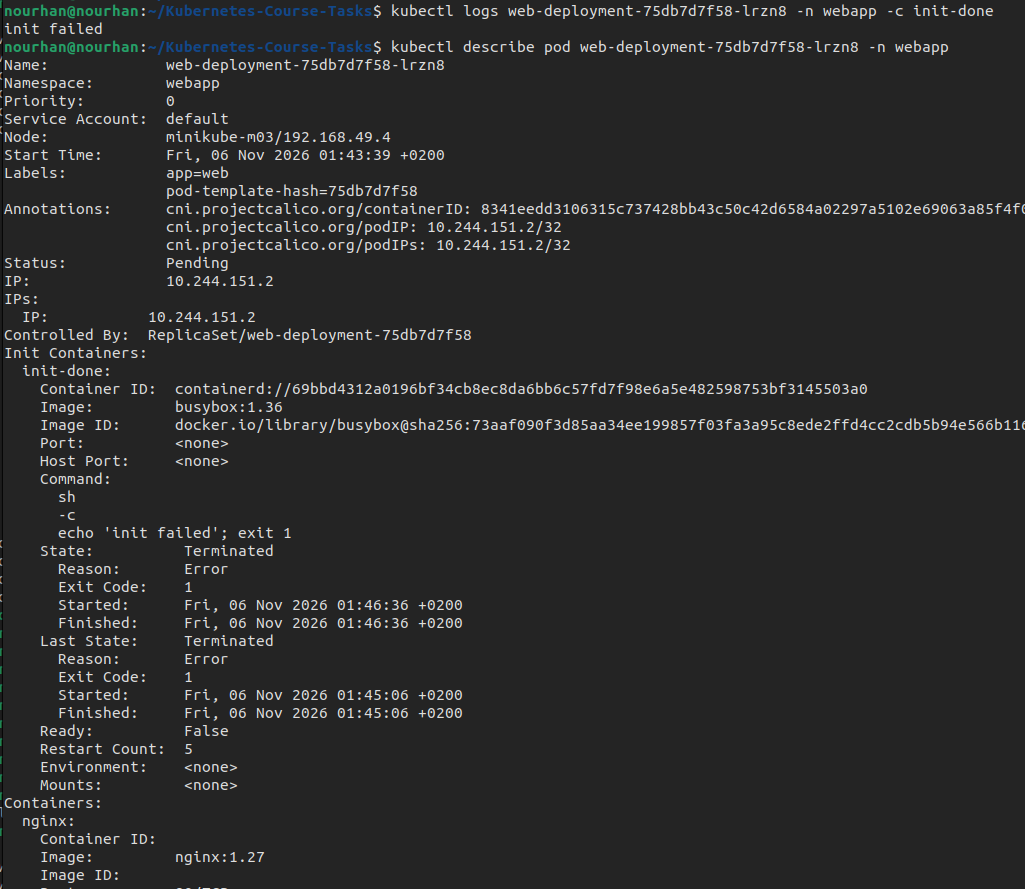 nourhan@nourhan:~/Kubernetes-Course-Tasks$ kubectl logs web-deployment-75db7d7f58-lrzn8 -n webapp -c init-done
init failed
nourhan@nourhan:~/Kubernetes-Course-Tasks$ kubectl describe pod web-deployment-75db7d7f58-lrzn8 -n webapp
Name:             web-deployment-75db7d7f58-lrzn8
Namespace:        webapp
Priority:         0
Service Account:  default
Node:             minikube-m03/192.168.49.4
Start Time:       Fri, 06 Nov 2026 01:43:39 +0200
Labels:           app=web
                  pod-template-hash=75db7d7f58
Annotations:      cni.projectcalico.org/containerID: 8341eedd3106315c737428bb43c50c42d6584a02297a5102e69063a85f4f0
                  cni.projectcalico.org/podIP: 10.244.151.2/32
                  cni.projectcalico.org/podIPs: 10.244.151.2/32
Status:           Pending
IP:               10.244.151.2
IPs:
  IP:           10.244.151.2
Controlled By:  ReplicaSet/web-deployment-75db7d7f58
Init Containers:
  init-done:
    Container ID:  containerd://69bbd4312a0196bf34cb8ec8da6bb6c57fd7f98e6a5e482598753bf3145503a0
    Image:         busybox:1.36
    Image ID:      docker.io/library/busybox@sha256:73aaf090f3d85aa34ee199857f03fa3a95c8ede2ffd4cc2cdb5b94e566b116
    Port:          <none>
    Host Port:     <none>
    Command:
      sh
      -c
      echo 'init failed'; exit 1
    State:          Terminated
      Reason:       Error
      Exit Code:    1
      Started:      Fri, 06 Nov 2026 01:46:36 +0200
      Finished:     Fri, 06 Nov 2026 01:46:36 +0200
    Last State:     Terminated
      Reason:       Error
      Exit Code:    1
      Started:      Fri, 06 Nov 2026 01:45:06 +0200
      Finished:     Fri, 06 Nov 2026 01:45:06 +0200
    Ready:          False
    Restart Count:  5
    Environment:    <none>
    Mounts:         <none>
Containers:
  nginx:
    Container ID:
    Image:         nginx:1.27
    Image ID: